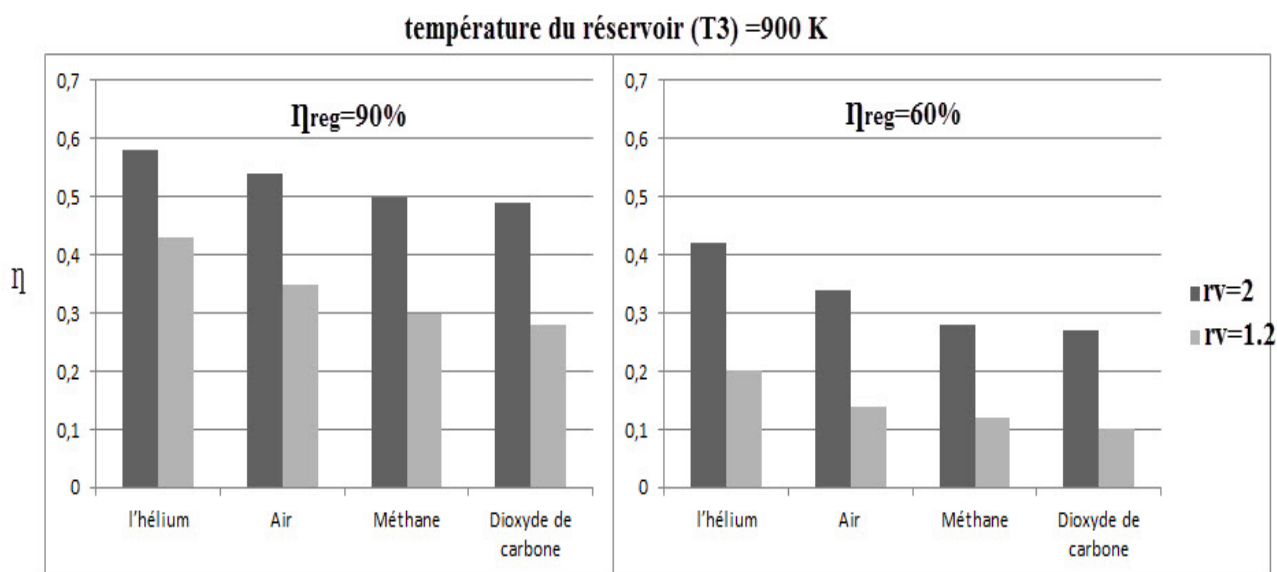 température du réservoir (T3) =900 K
0,7
0,6
0,5
0,4
0,3
0,2
0,1
0
η
ηreg=90%
l'hélium
Air
Méthane
Dioxyde de
carbone
0,7
0,6
0,5
0,4
0,3
0,2
0,1
0
ηreg=60%
l'hélium
Air
Méthane
Dioxyde de
carbone
rv=2
rv=1.2